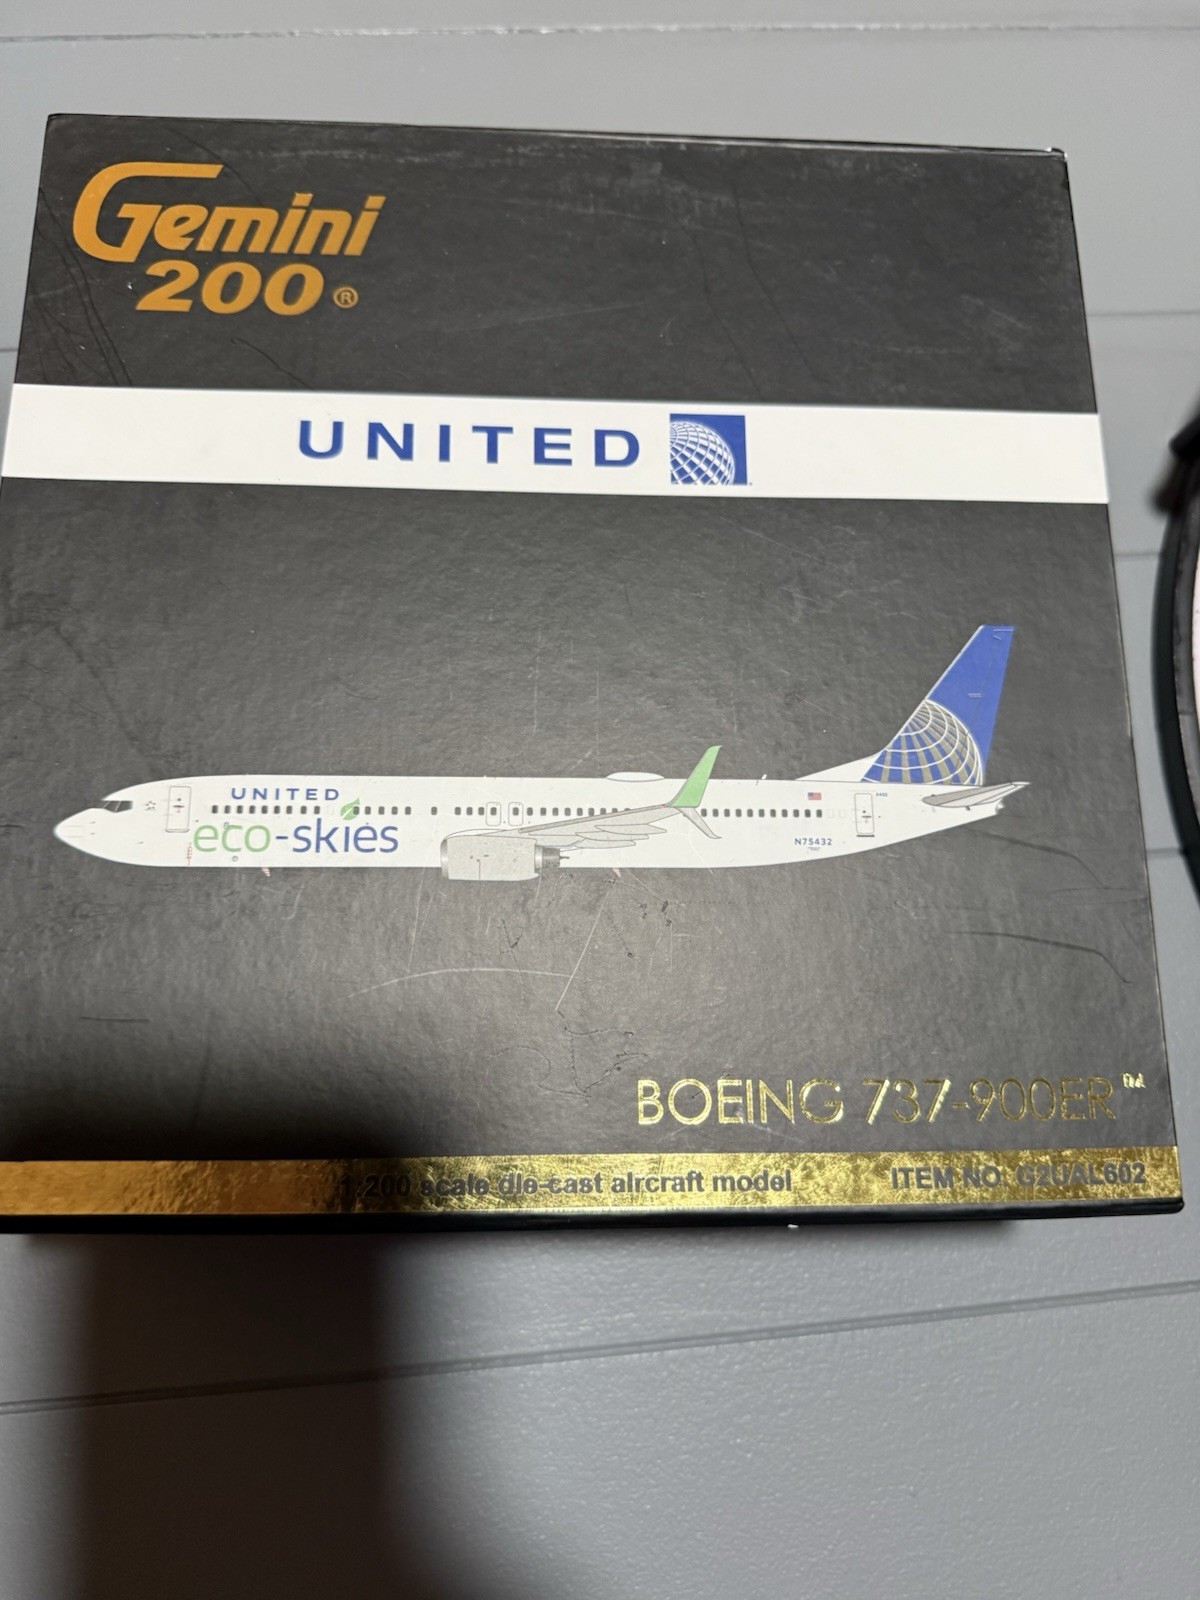 Gemini
200®
UNITED
UNITED
eco-skies
N75432
BOEING 737-900ER™
1:200 scale die-cast aircraft model
ITEM NO. G2UAL602